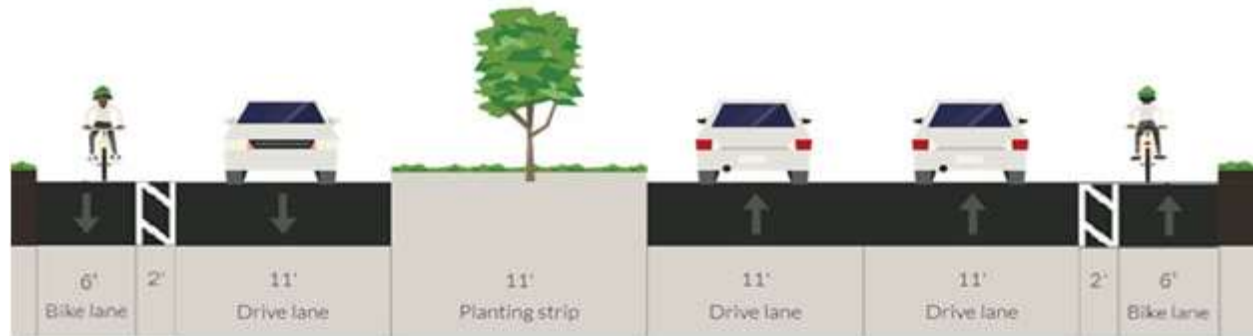 6' 2' 11' 11' 11' 11' 2' 6'
Bike lane Drive lane Planting strip Drive lane Drive lane Bike lane